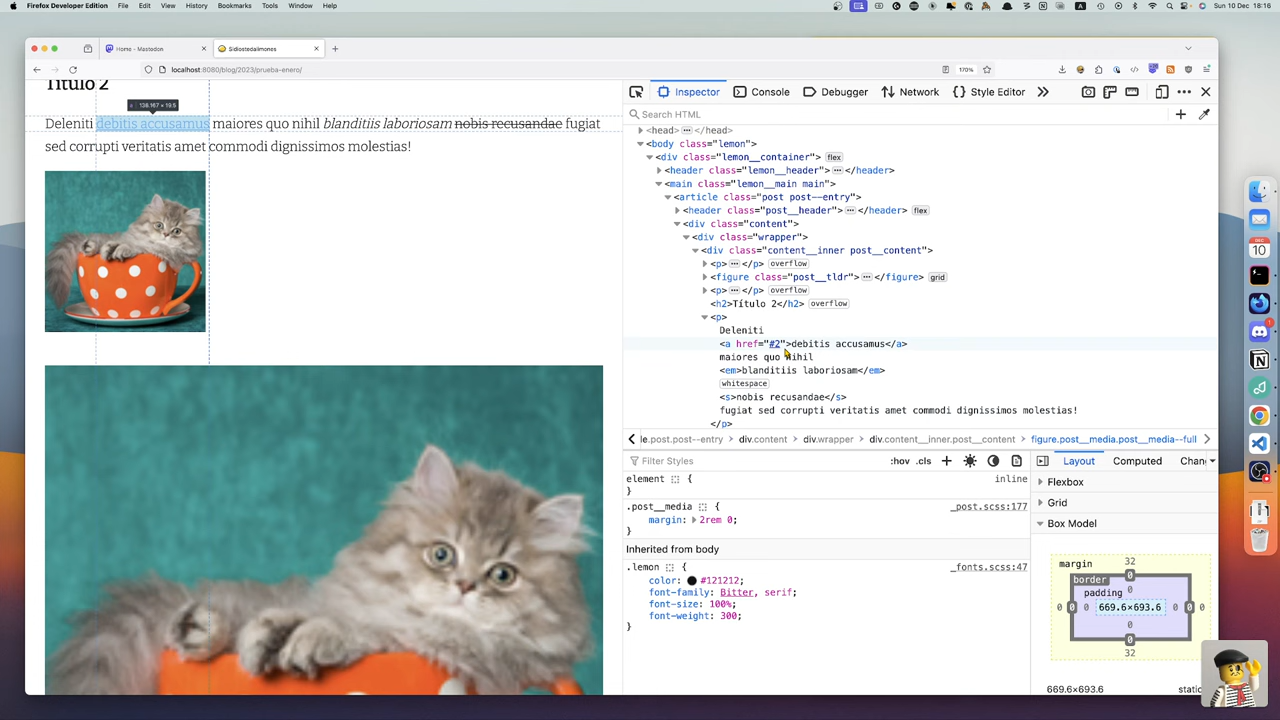 Firefox Developer Edition File Edit View History Bookmarks Tools Window Help
Sun 10 Dec 18:16
Home - Mastodon
Sidiostedalimones
localhost:8080/blog/2023/prueba-enero/
170%
Título 2
138.167 × 19.5
Deleniti debitis accusamus maiores quo nihil blanditiis laboriosam nobis recusandae fugiat
sed corrupti veritatis amet commodi dignissimos molestias!
Inspector Console Debugger Network Style Editor
Search HTML
<head> ••• </head>
<body class="lemon">
<div class="lemon__container"> flex
<header class="lemon__header"> ••• </header>
<main class="lemon__main main">
<article class="post post--entry">
<header class="post__header"> ••• </header> flex
<div class="content">
<div class="wrapper">
<div class="content__inner post__content">
<p> ••• </p> overflow
<figure class="post__tldr"> ••• </figure> grid
<p> ••• </p> overflow
<h2>Título 2</h2> overflow
<p>
Deleniti
<a href="#2">debitis accusamus</a>
maiores quo nihil
<em>blanditiis laboriosam</em>
whitespace
<s>nobis recusandae</s>
fugiat sed corrupti veritatis amet commodi dignissimos molestias!
</p>
le.post.post--entry div.content div.wrapper div.content__inner.post__content figure.post__media.post__media--full
Filter Styles :hov .cls
Layout Computed Chan
element { inline
}
.post__media { _post.scss:177
margin: 2rem 0;
}
Inherited from body
.lemon { _fonts.scss:47
color: #121212;
font-family: Bitter, serif;
font-size: 100%;
font-weight: 300;
}
Flexbox
Grid
Box Model
margin 32
border 0
padding 0
0 0 0 669.6×693.6 0 0 0
0
0
32
669.6×693.6 static
DEC
10